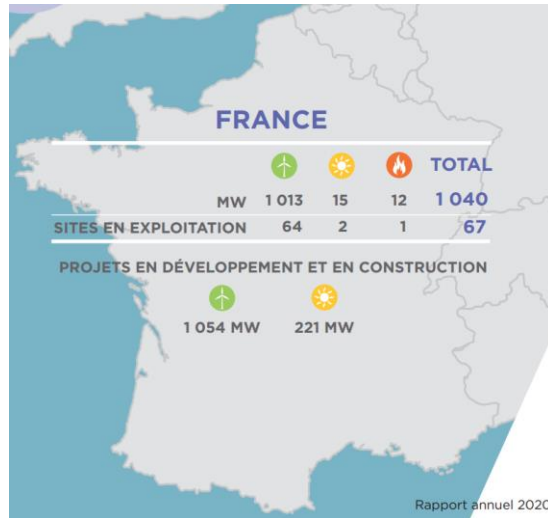 FRANCE
TOTAL
MW 1 013 15 12 1 040
SITES EN EXPLOITATION 64 2 1 67
PROJETS EN DÉVELOPPEMENT ET EN CONSTRUCTION
1 054 MW 221 MW
Rapport annuel 2020